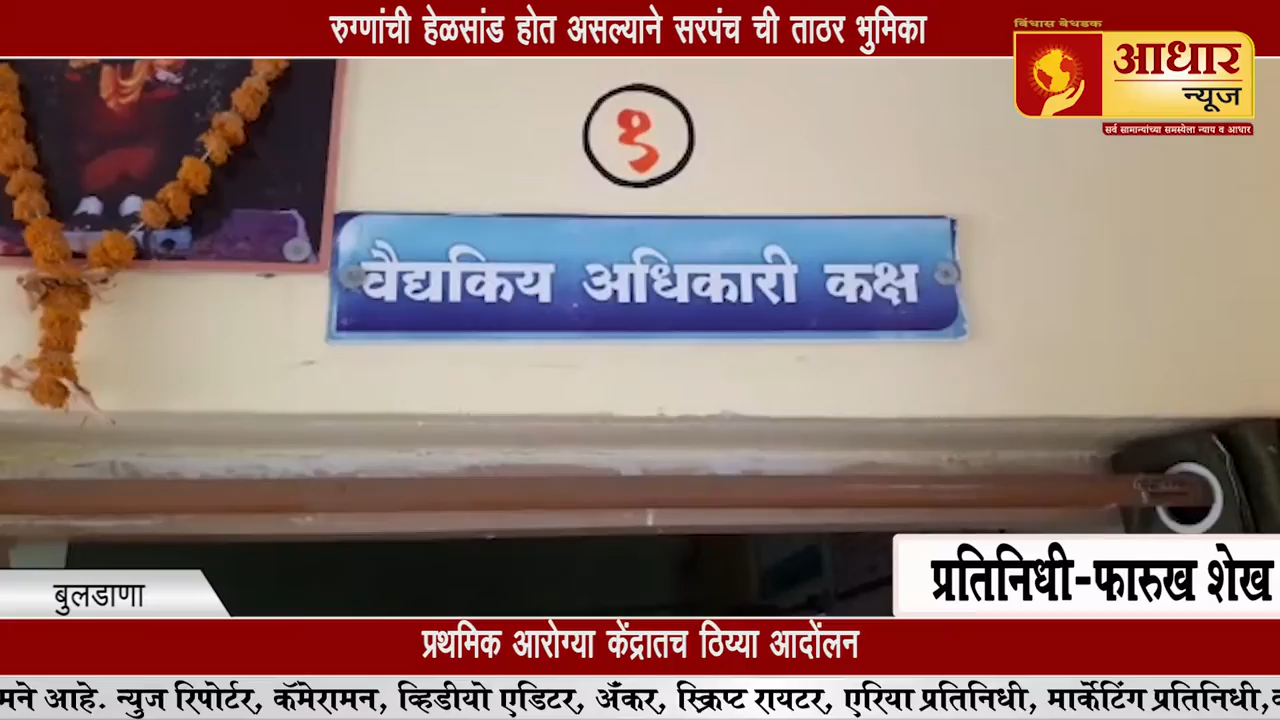 रुग्णांची हेळसांड होत असल्याने सरपंच ची ताठर भुमिका
बिंधास बेधडक
आधार
न्यूज
सर्व सामान्यांच्या समस्येला न्याय व आधार
१
वैद्यकिय अधिकारी कक्ष
प्रतिनिधी-फारुख शेख
बुलडाणा
प्रथमिक आरोग्या केंद्रातच ठिय्या आदोंलन
मने आहे. न्युज रिपोर्टर, कॅमेरामन, व्हिडीयो एडिटर, अँकर, स्क्रिप्ट रायटर, एरिया प्रतिनिधी, मार्केटिंग प्रतिनिधी,